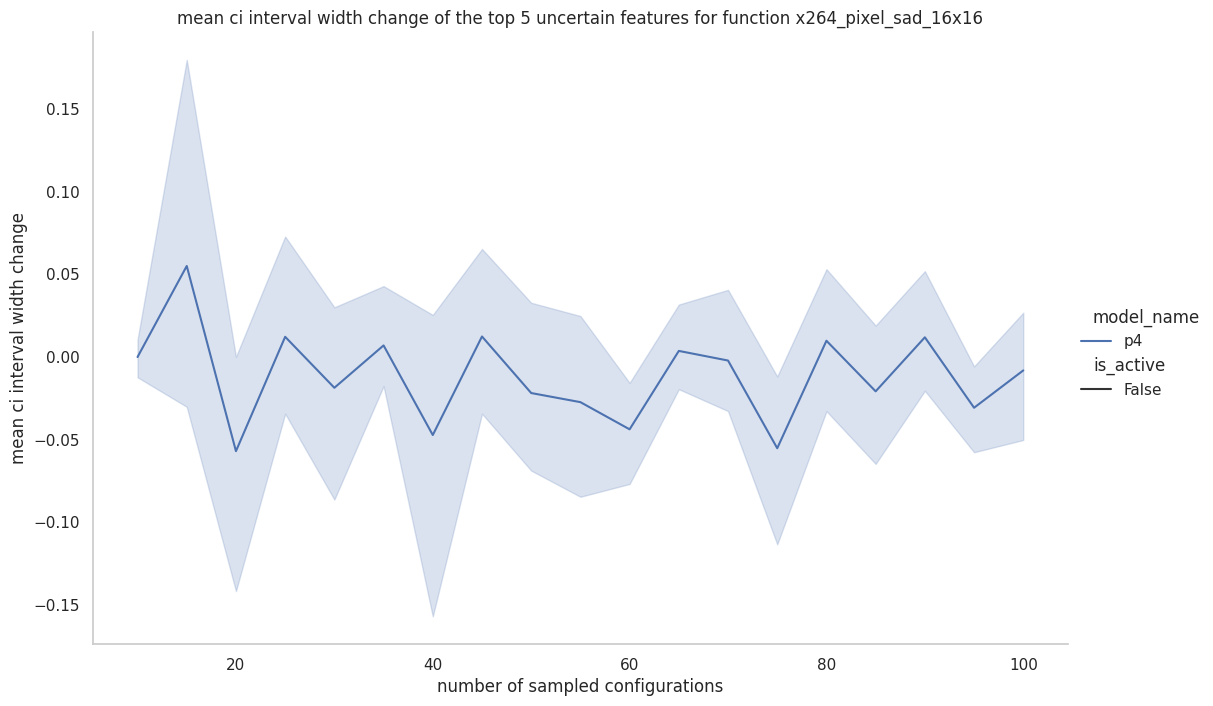 mean ci interval width change of the top 5 uncertain features for function x264_pixel_sad_16x16
mean ci interval width change
0.15
0.10
0.05
0.00
−0.05
−0.10
−0.15
20
40
60
80
100
number of sampled configurations
model_name
p4
is_active
False